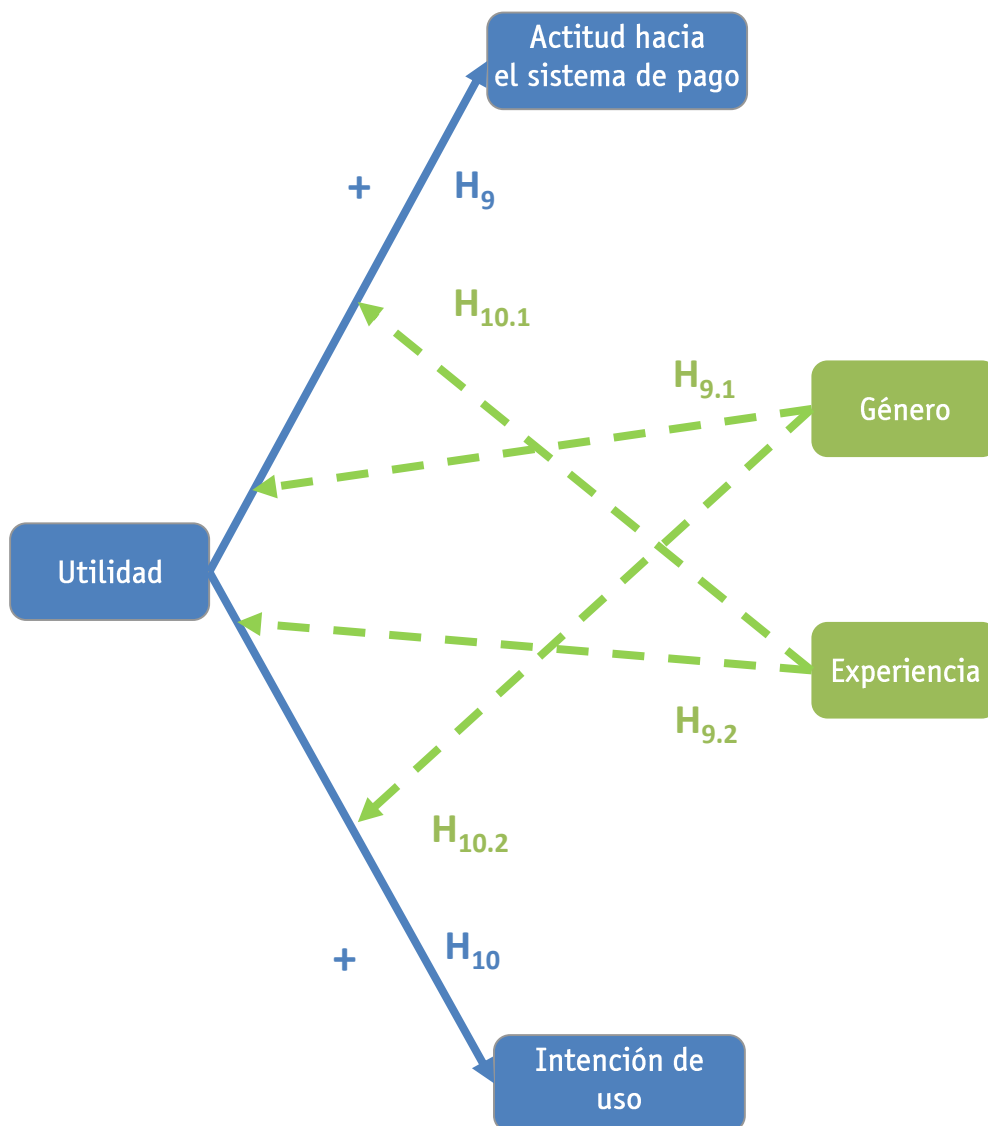 Actitud hacia
el sistema de pago
+
H9
H10.1
H9.1
Género
Utilidad
Experiencia
H9.2
H10.2
+
H10
Intención de
uso